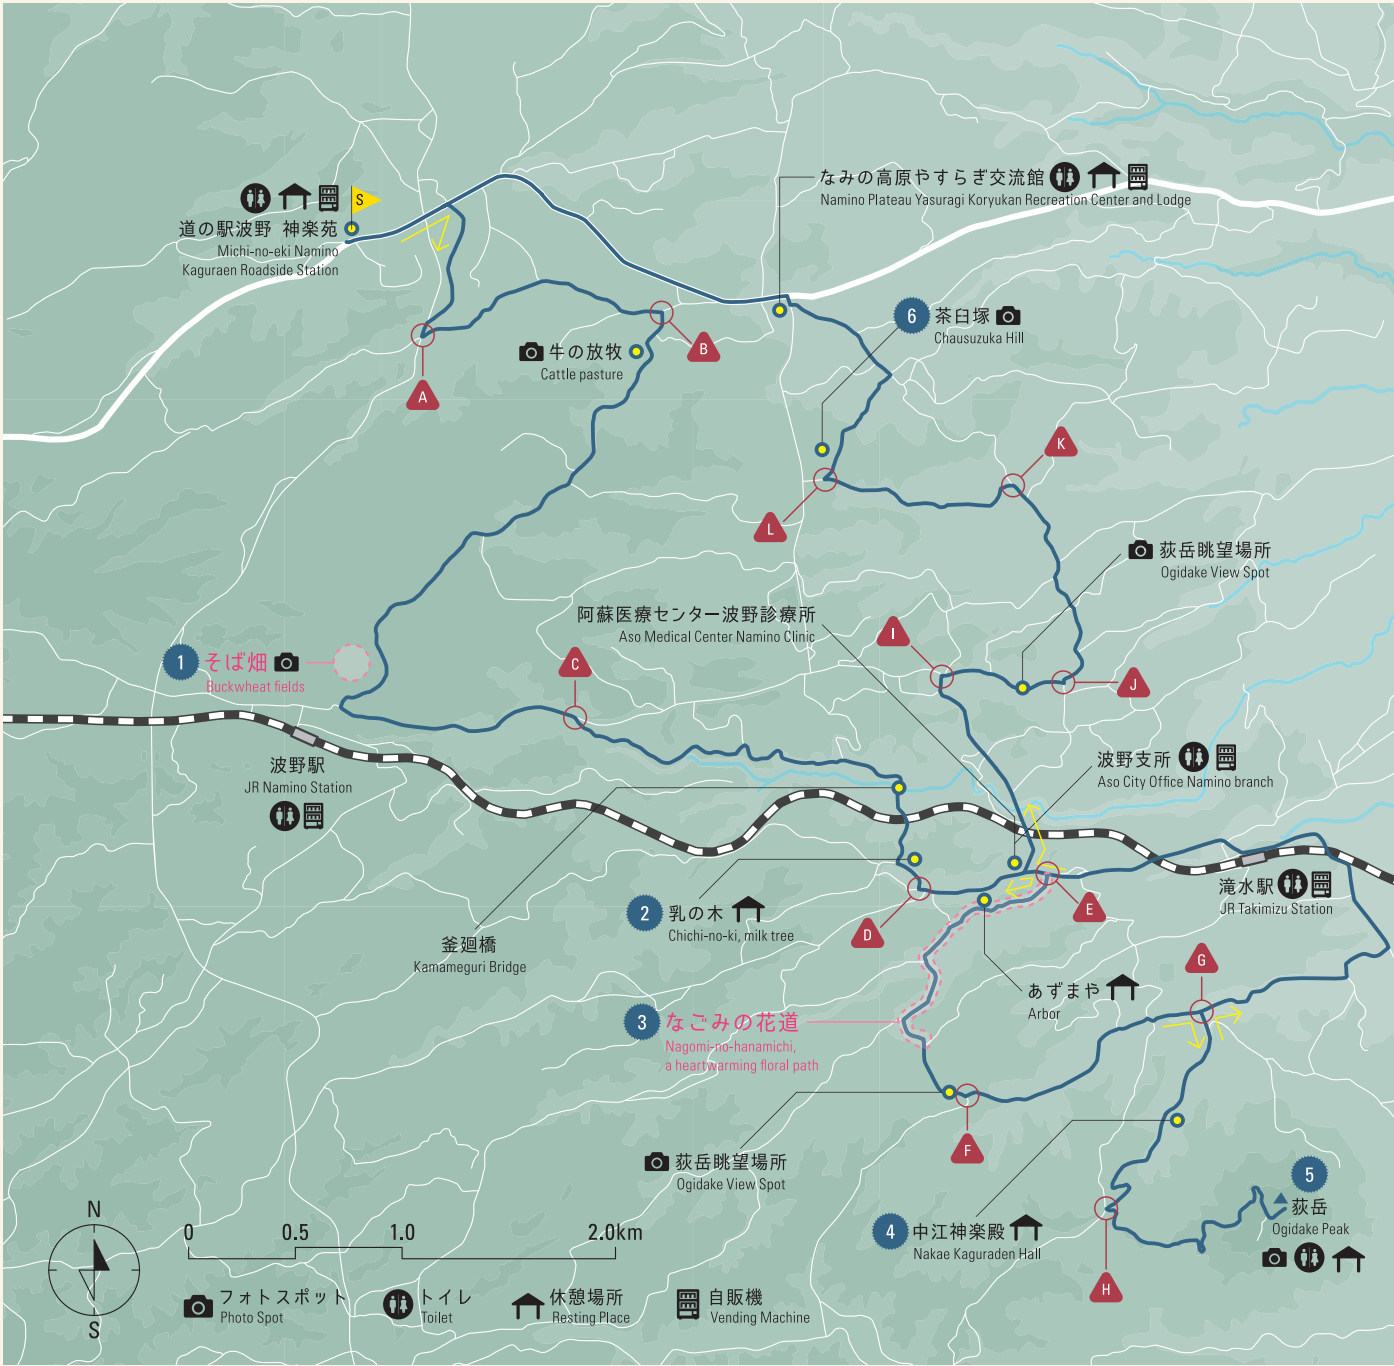 S
道の駅波野 神楽苑
Michi-no-eki Namino
Kaguraen Roadside Station
なみの高原やすらぎ交流館
Namino Plateau Yasuragi Koryukan Recreation Center and Lodge
6
茶臼塚
Chausuzuka Hill
牛の放牧
Cattle pasture
B
A
K
L
荻岳眺望場所
Ogidake View Spot
阿蘇医療センター波野診療所
Aso Medical Center Namino Clinic
I
J
1
そば畑
Buckwheat fields
C
波野駅
JR Namino Station
波野支所
Aso City Office Namino branch
滝水駅
JR Takimizu Station
2
乳の木
Chichi-no-ki, milk tree
D
E
釜廻橋
Kamameguri Bridge
G
あずまや
Arbor
3
なごみの花道
Nagomi-no-hanamichi,
a heartwarming floral path
F
荻岳眺望場所
Ogidake View Spot
4
中江神楽殿
Nakae Kaguraden Hall
5
荻岳
Ogidake Peak
H
N
S
0 0.5 1.0 2.0km
フォトスポット
Photo Spot
トイレ
Toilet
休憩場所
Resting Place
自販機
Vending Machine